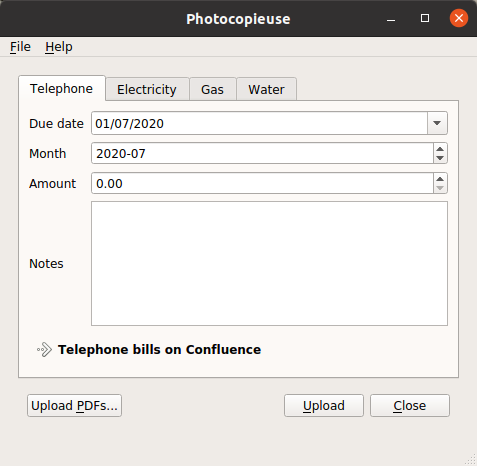 Photocopieuse
File Help
Telephone Electricity Gas Water
Due date 01/07/2020
Month 2020-07
Amount 0.00
Notes
Telephone bills on Confluence
Upload PDFs... Upload Close